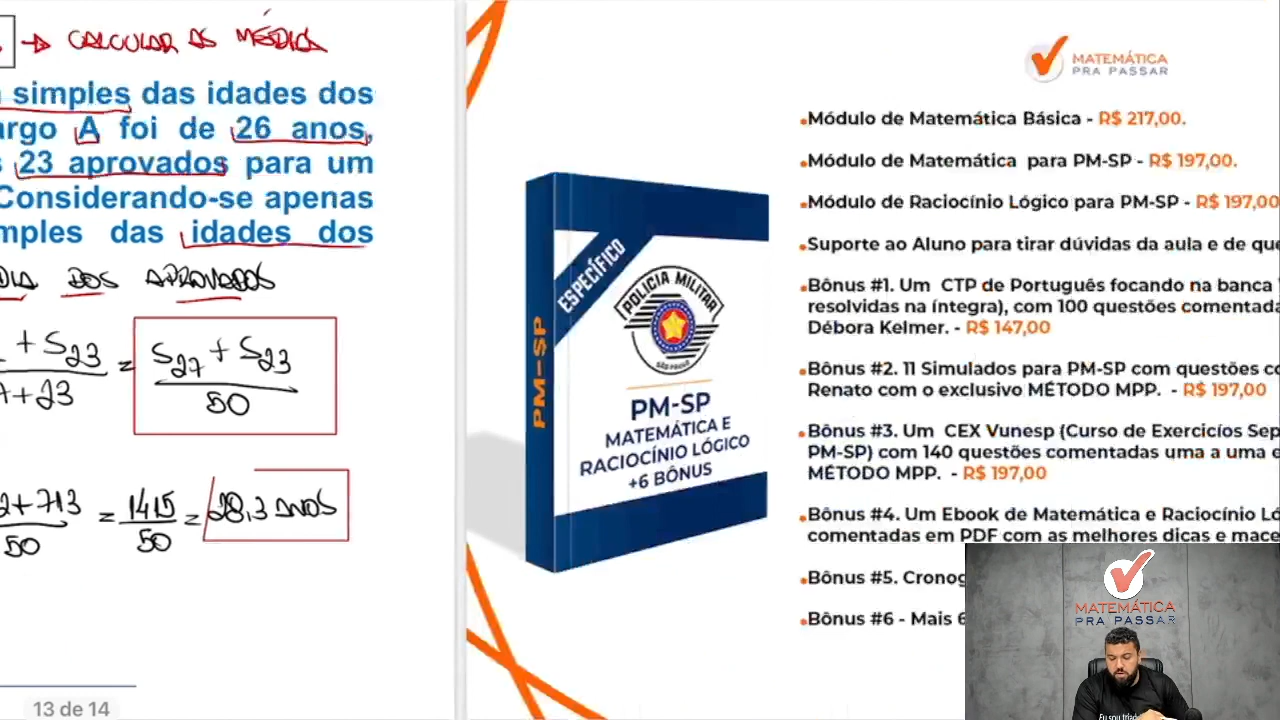 → CALCULAR AS MÉDIAS
simples das idades dos
argo A foi de 26 anos,
s 23 aprovados para um
Considerando-se apenas
mples das idades dos
DIA DOS APROVADOS
+ S23 = S27 + S23
7+23 50
2+713 = 1415 = 28,3 ANOS
50 50
13 de 14
ESPECÍFICO
PM-SP
POLICIA MILITAR
SÃO PAULO
PM-SP
MATEMÁTICA E
RACIOCÍNIO LÓGICO
+6 BÔNUS
MATEMÁTICA
PRA PASSAR
•Módulo de Matemática Básica - R$ 217,00.
•Módulo de Matemática para PM-SP - R$ 197,00.
•Módulo de Raciocínio Lógico para PM-SP - R$ 197,00
•Suporte ao Aluno para tirar dúvidas da aula e de que
•Bônus #1. Um CTP de Português focando na banca
resolvidas na íntegra), com 100 questões comentada
Débora Kelmer. - R$ 147,00
•Bônus #2. 11 Simulados para PM-SP com questões co
Renato com o exclusivo MÉTODO MPP. - R$ 197,00
•Bônus #3. Um CEX Vunesp (Curso de Exercicíos Sep
PM-SP) com 140 questões comentadas uma a uma e
MÉTODO MPP. - R$ 197,00
•Bônus #4. Um Ebook de Matemática e Raciocínio Ló
comentadas em PDF com as melhores dicas e mace
•Bônus #5. Cronog
•Bônus #6 - Mais 6
MATEMÁTICA
PRA PASSAR
Eu sou triad